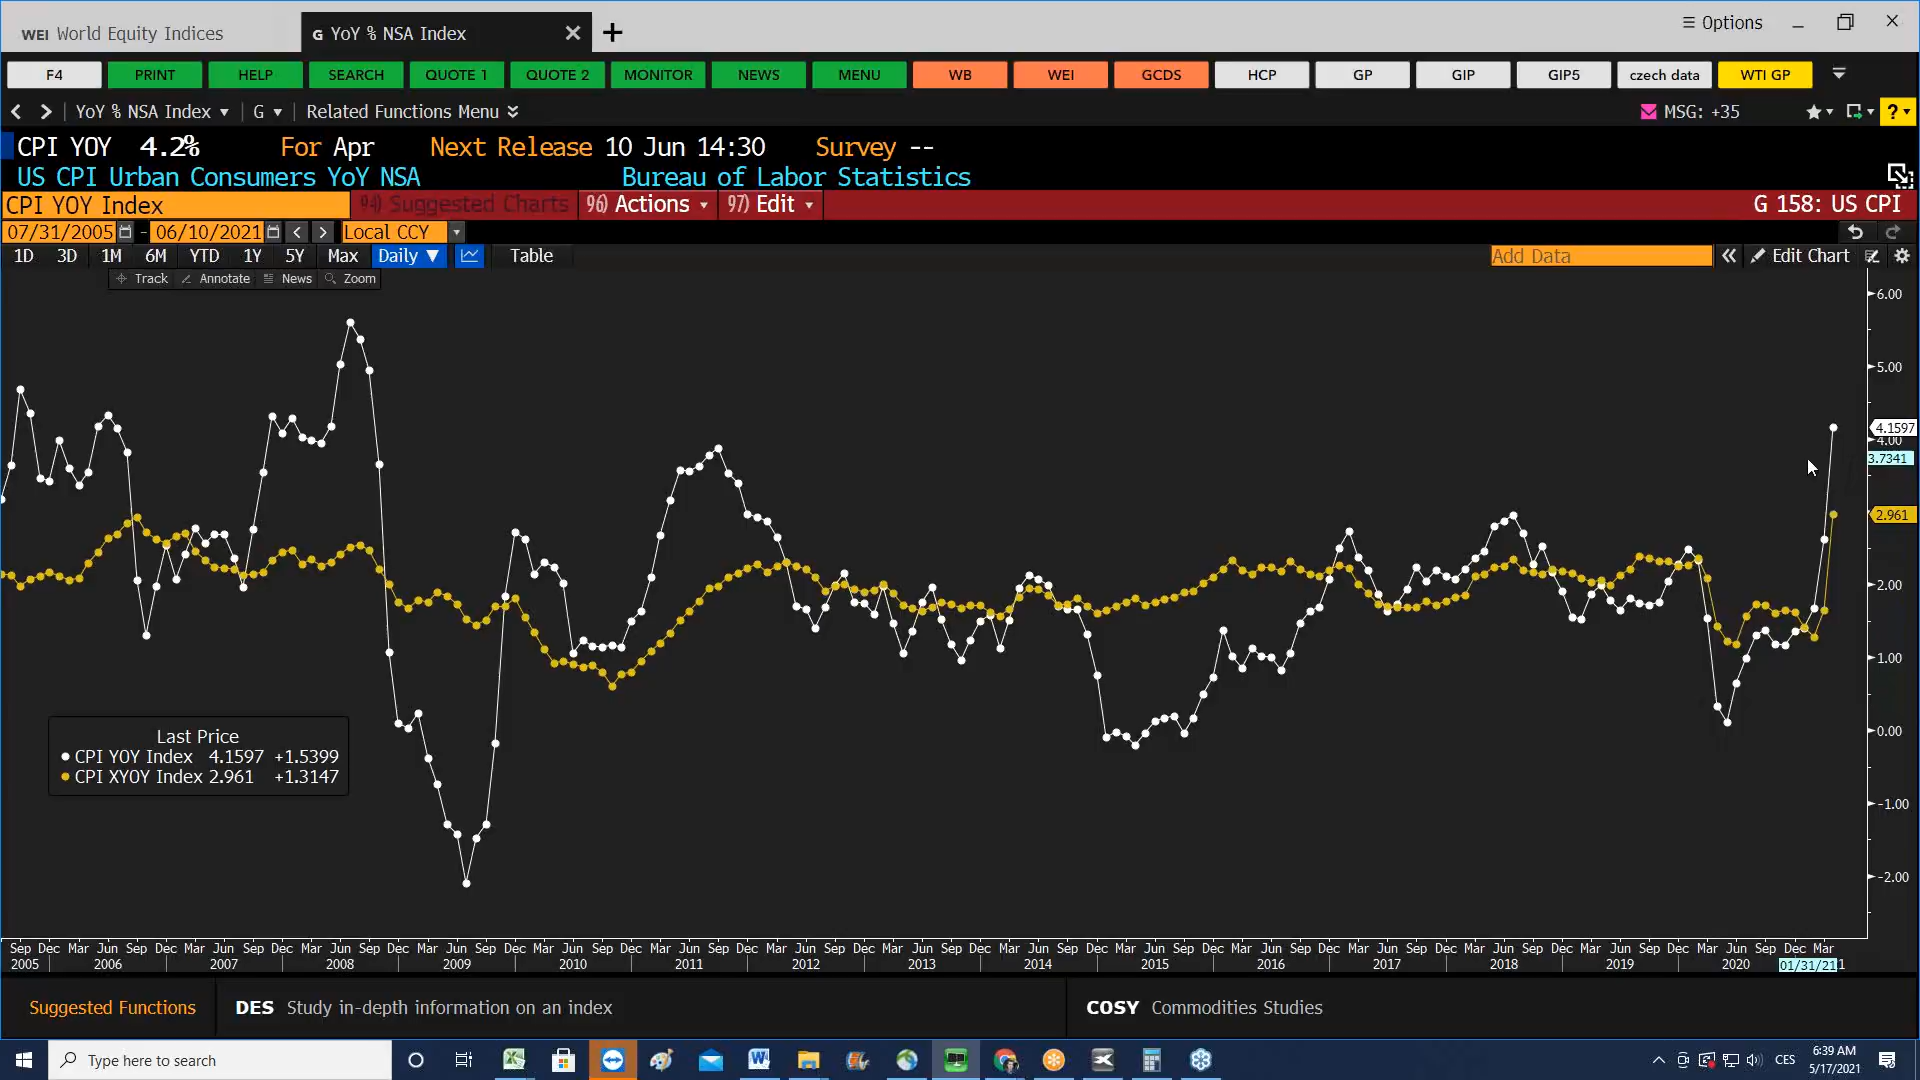 WEI World Equity Indices
G YoY % NSA Index
Options
F4 PRINT HELP SEARCH QUOTE 1 QUOTE 2 MONITOR NEWS MENU WB WEI GCDS HCP GP GIP GIP5 czech data WTI GP
YoY % NSA Index G Related Functions Menu MSG: +35 ?
CPI YOY 4.2% For Apr Next Release 10 Jun 14:30 Survey --
US CPI Urban Consumers YoY NSA Bureau of Labor Statistics
CPI YOY Index 94) Suggested Charts 96) Actions 97) Edit G 158: US CPI
07/31/2005 - 06/10/2021 Local CCY
1D 3D 1M 6M YTD 1Y 5Y Max Daily Table Add Data Edit Chart
Track Annotate News Zoom
6.00
5.00
4.1597
4.00
3.7341
2.961
2.00
1.00
0.00
-1.00
-2.00
Last Price
CPI YOY Index 4.1597 +1.5399
CPI XYOY Index 2.961 +1.3147
Sep Dec Mar Jun Sep Dec Mar Jun Sep Dec Mar Jun Sep Dec Mar Jun Sep Dec Mar Jun Sep Dec Mar Jun Sep Dec Mar Jun Sep Dec Mar Jun Sep Dec Mar Jun Sep Dec Mar Jun Sep Dec Mar Jun Sep Dec Mar Jun Sep Dec Mar Jun Sep Dec Mar Jun Sep Dec Mar Jun Sep Dec Mar
2005 2006 2007 2008 2009 2010 2011 2012 2013 2014 2015 2016 2017 2018 2019 2020 01/31/21 1
Suggested Functions DES Study in-depth information on an index COSY Commodities Studies
Type here to search
CES
6:39 AM
5/17/2021